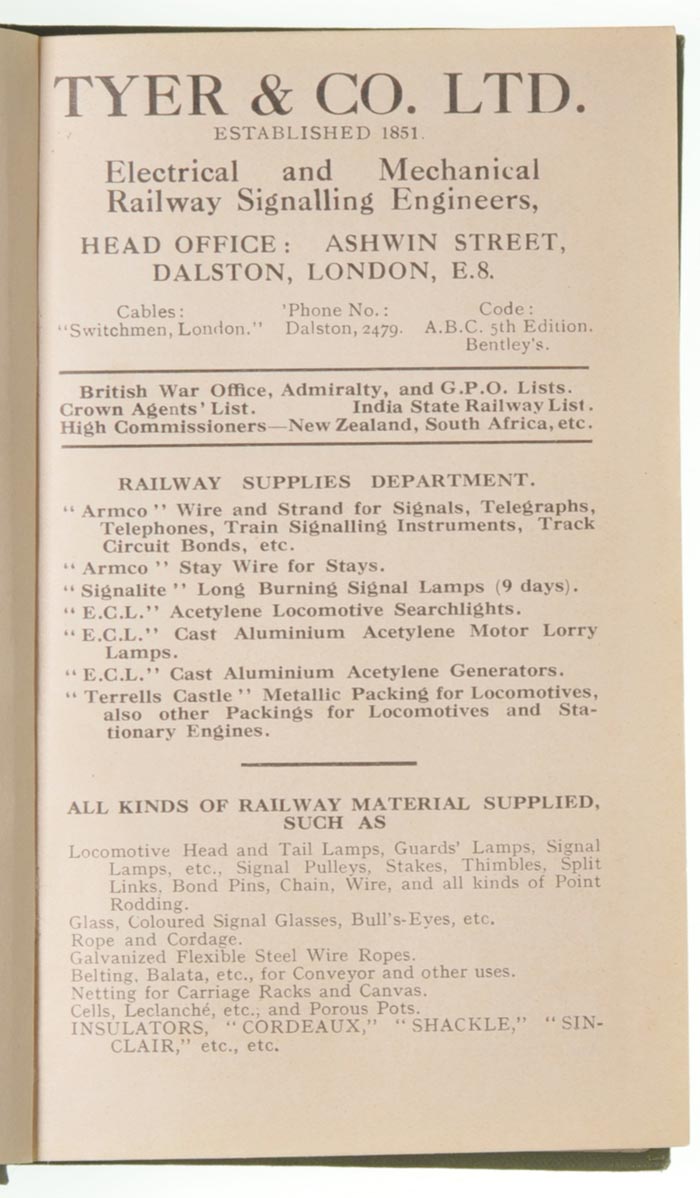 TYER & CO. LTD.
ESTABLISHED 1851.
Electrical and Mechanical
Railway Signalling Engineers,
HEAD OFFICE: ASHWIN STREET,
DALSTON, LONDON, E.8.
Cables: 'Phone No.: Code:
"Switchmen, London." Dalston, 2479. A.B.C. 5th Edition.
Bentley's.
British War Office, Admiralty, and G.P.O. Lists.
Crown Agents' List. India State Railway List.
High Commissioners—New Zealand, South Africa, etc.
RAILWAY SUPPLIES DEPARTMENT.
"Armco" Wire and Strand for Signals, Telegraphs,
Telephones, Train Signalling Instruments, Track
Circuit Bonds, etc.
"Armco" Stay Wire for Stays.
"Signalite" Long Burning Signal Lamps (9 days).
"E.C.L." Acetylene Locomotive Searchlights.
"E.C.L." Cast Aluminium Acetylene Motor Lorry
Lamps.
"E.C.L." Cast Aluminium Acetylene Generators.
"Terrells Castle" Metallic Packing for Locomotives,
also other Packings for Locomotives and Sta-
tionary Engines.
ALL KINDS OF RAILWAY MATERIAL SUPPLIED,
SUCH AS
Locomotive Head and Tail Lamps, Guards' Lamps, Signal
Lamps, etc., Signal Pulleys, Stakes, Thimbles, Split
Links, Bond Pins, Chain, Wire, and all kinds of Point
Rodding.
Glass, Coloured Signal Glasses, Bull's-Eyes, etc.
Rope and Cordage.
Galvanized Flexible Steel Wire Ropes.
Belting, Balata, etc., for Conveyor and other uses.
Netting for Carriage Racks and Canvas.
Cells, Leclanché, etc., and Porous Pots.
INSULATORS, "CORDEAUX," "SHACKLE," "SIN-
CLAIR," etc., etc.